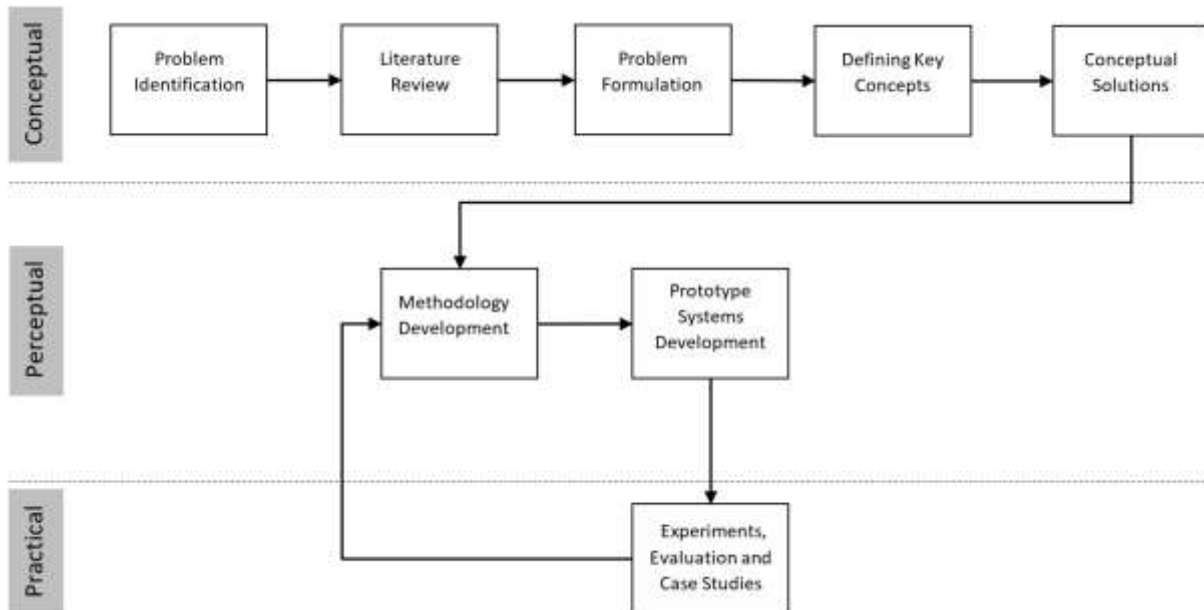 Conceptual
Problem
Identification
Literature
Review
Problem
Formulation
Defining Key
Concepts
Conceptual
Solutions
Perceptual
Methodology
Development
Prototype
Systems
Development
Practical
Experiments,
Evaluation and
Case Studies